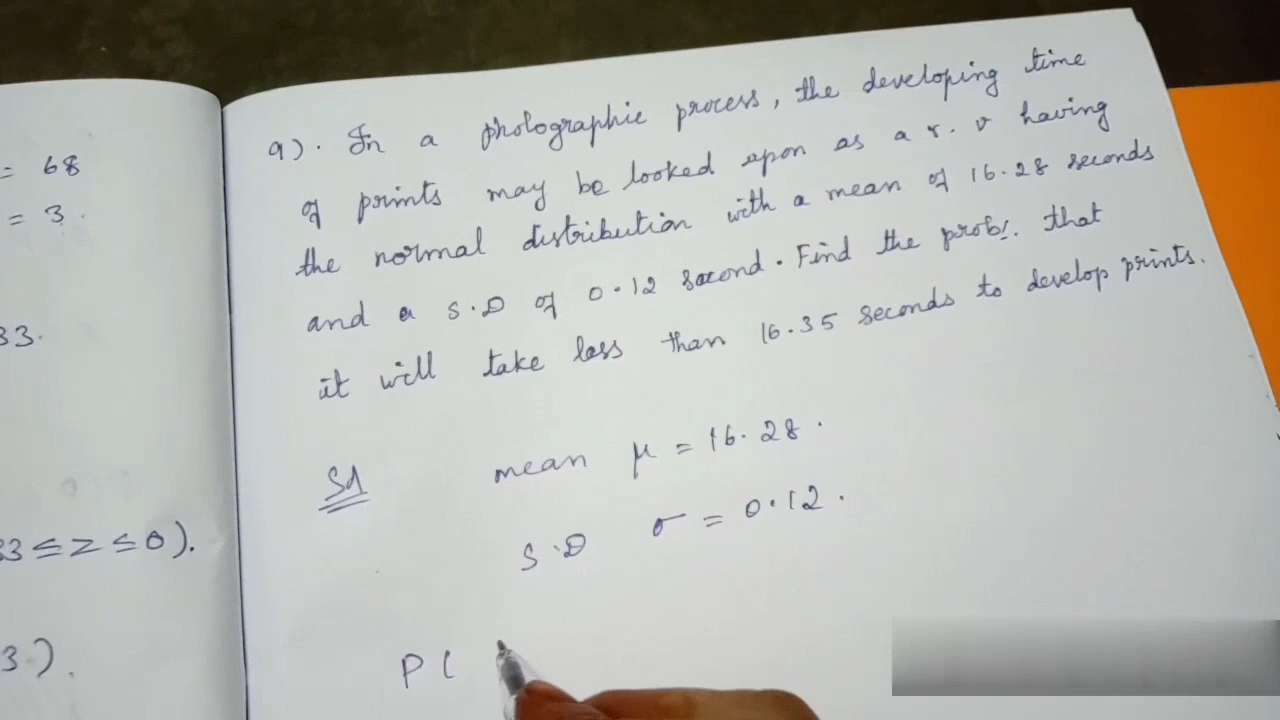 = 68
= 3.
33.
33 ≤ Z ≤ 0).
3).
9). In a pholographic process, the developing time
of prints may be looked upon as a r.v having
the normal distribution with a mean of 16.28 seconds
and a S.D of 0.12 second. Find the prob/. that
it will take less than 16.35 seconds to develop prints.
Sol
mean μ = 16.28.
S.D σ = 0.12.
P(